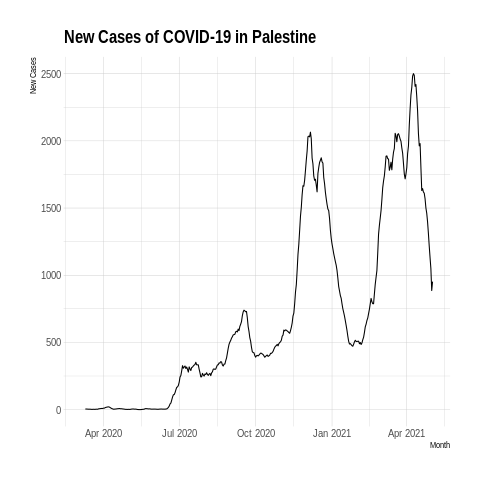 New Cases of COVID-19 in Palestine
New Cases
2500
2000
1500
1000
500
0
Apr 2020 Jul 2020 Oct 2020 Jan 2021 Apr 2021
Month